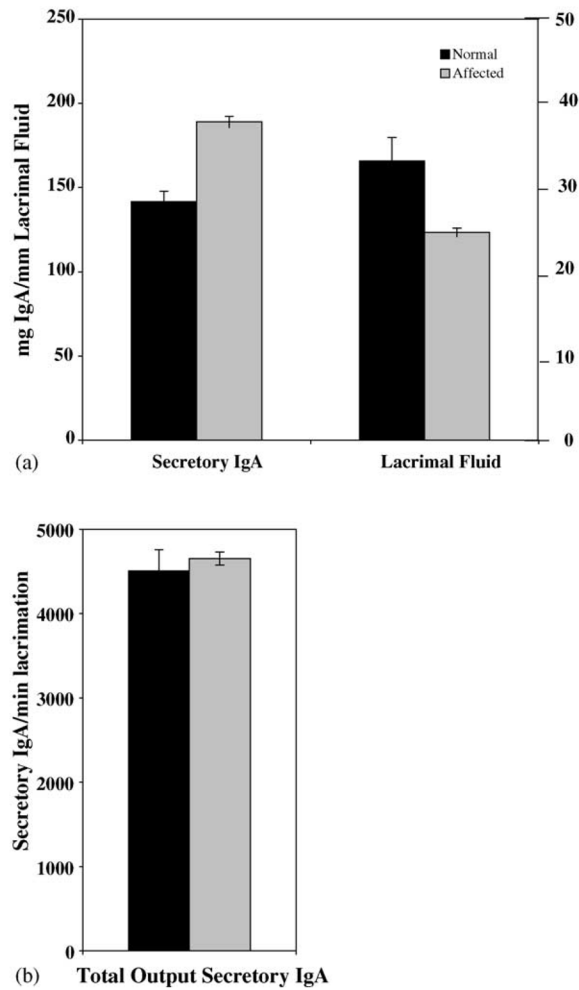 250
200
150
100
50
0
mg IgA/mm Lacrimal Fluid
50
40
30
20
10
0
Normal
Affected
Secretory IgA
Lacrimal Fluid
(a)
5000
4000
3000
2000
1000
0
Secretory IgA/min lacrimation
(b) Total Output Secretory IgA